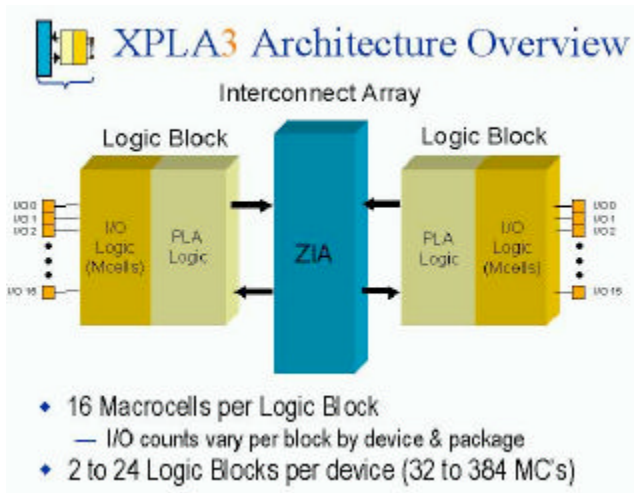 XPLA3 Architecture Overview
Interconnect Array
Logic Block
Logic Block
I/O 0
I/O 1
I/O 2
I/O Logic (Mcells)
PLA Logic
ZIA
PLA Logic
I/O Logic (Mcells)
I/O 0
I/O 1
I/O 2
I/O 15
I/O 15
16 Macrocells per Logic Block
— I/O counts vary per block by device & package
2 to 24 Logic Blocks per device (32 to 384 MC's)